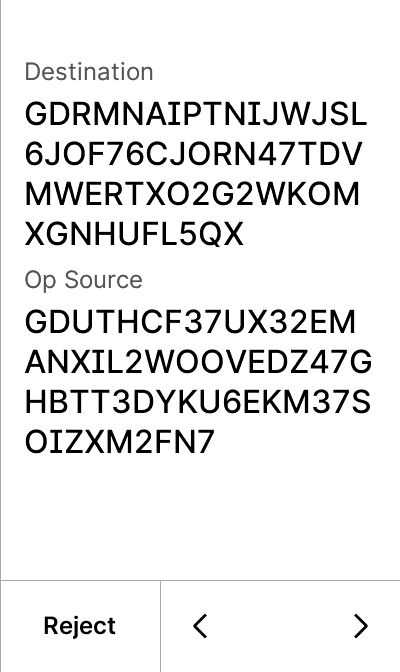 Destination
GDRMNAIPTNIJWJSL
6JOF76CJORN47TDV
MWERTXO2G2WKOM
XGNHUFL5QX
Op Source
GDUTHCF37UX32EM
ANXIL2WOOVEDZ47G
HBTT3DYKU6EKM37S
OIZXM2FN7
Reject